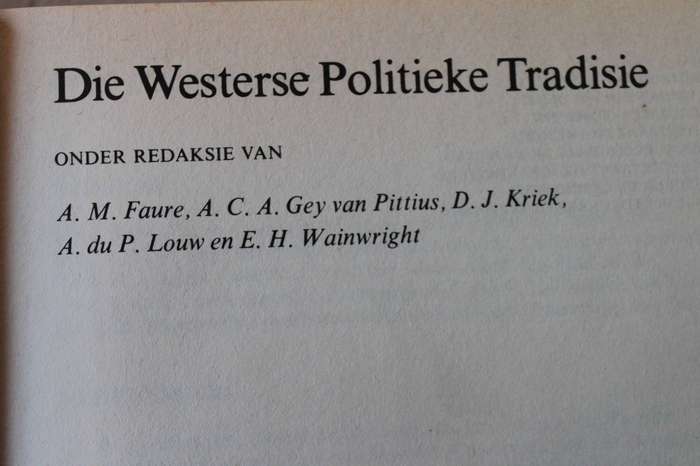 Die Westerse Politieke Tradisie
ONDER REDAKSIE VAN
A. M. Faure, A. C. A. Gey van Pittius, D. J. Kriek,
A. du P. Louw en E. H. Wainwright